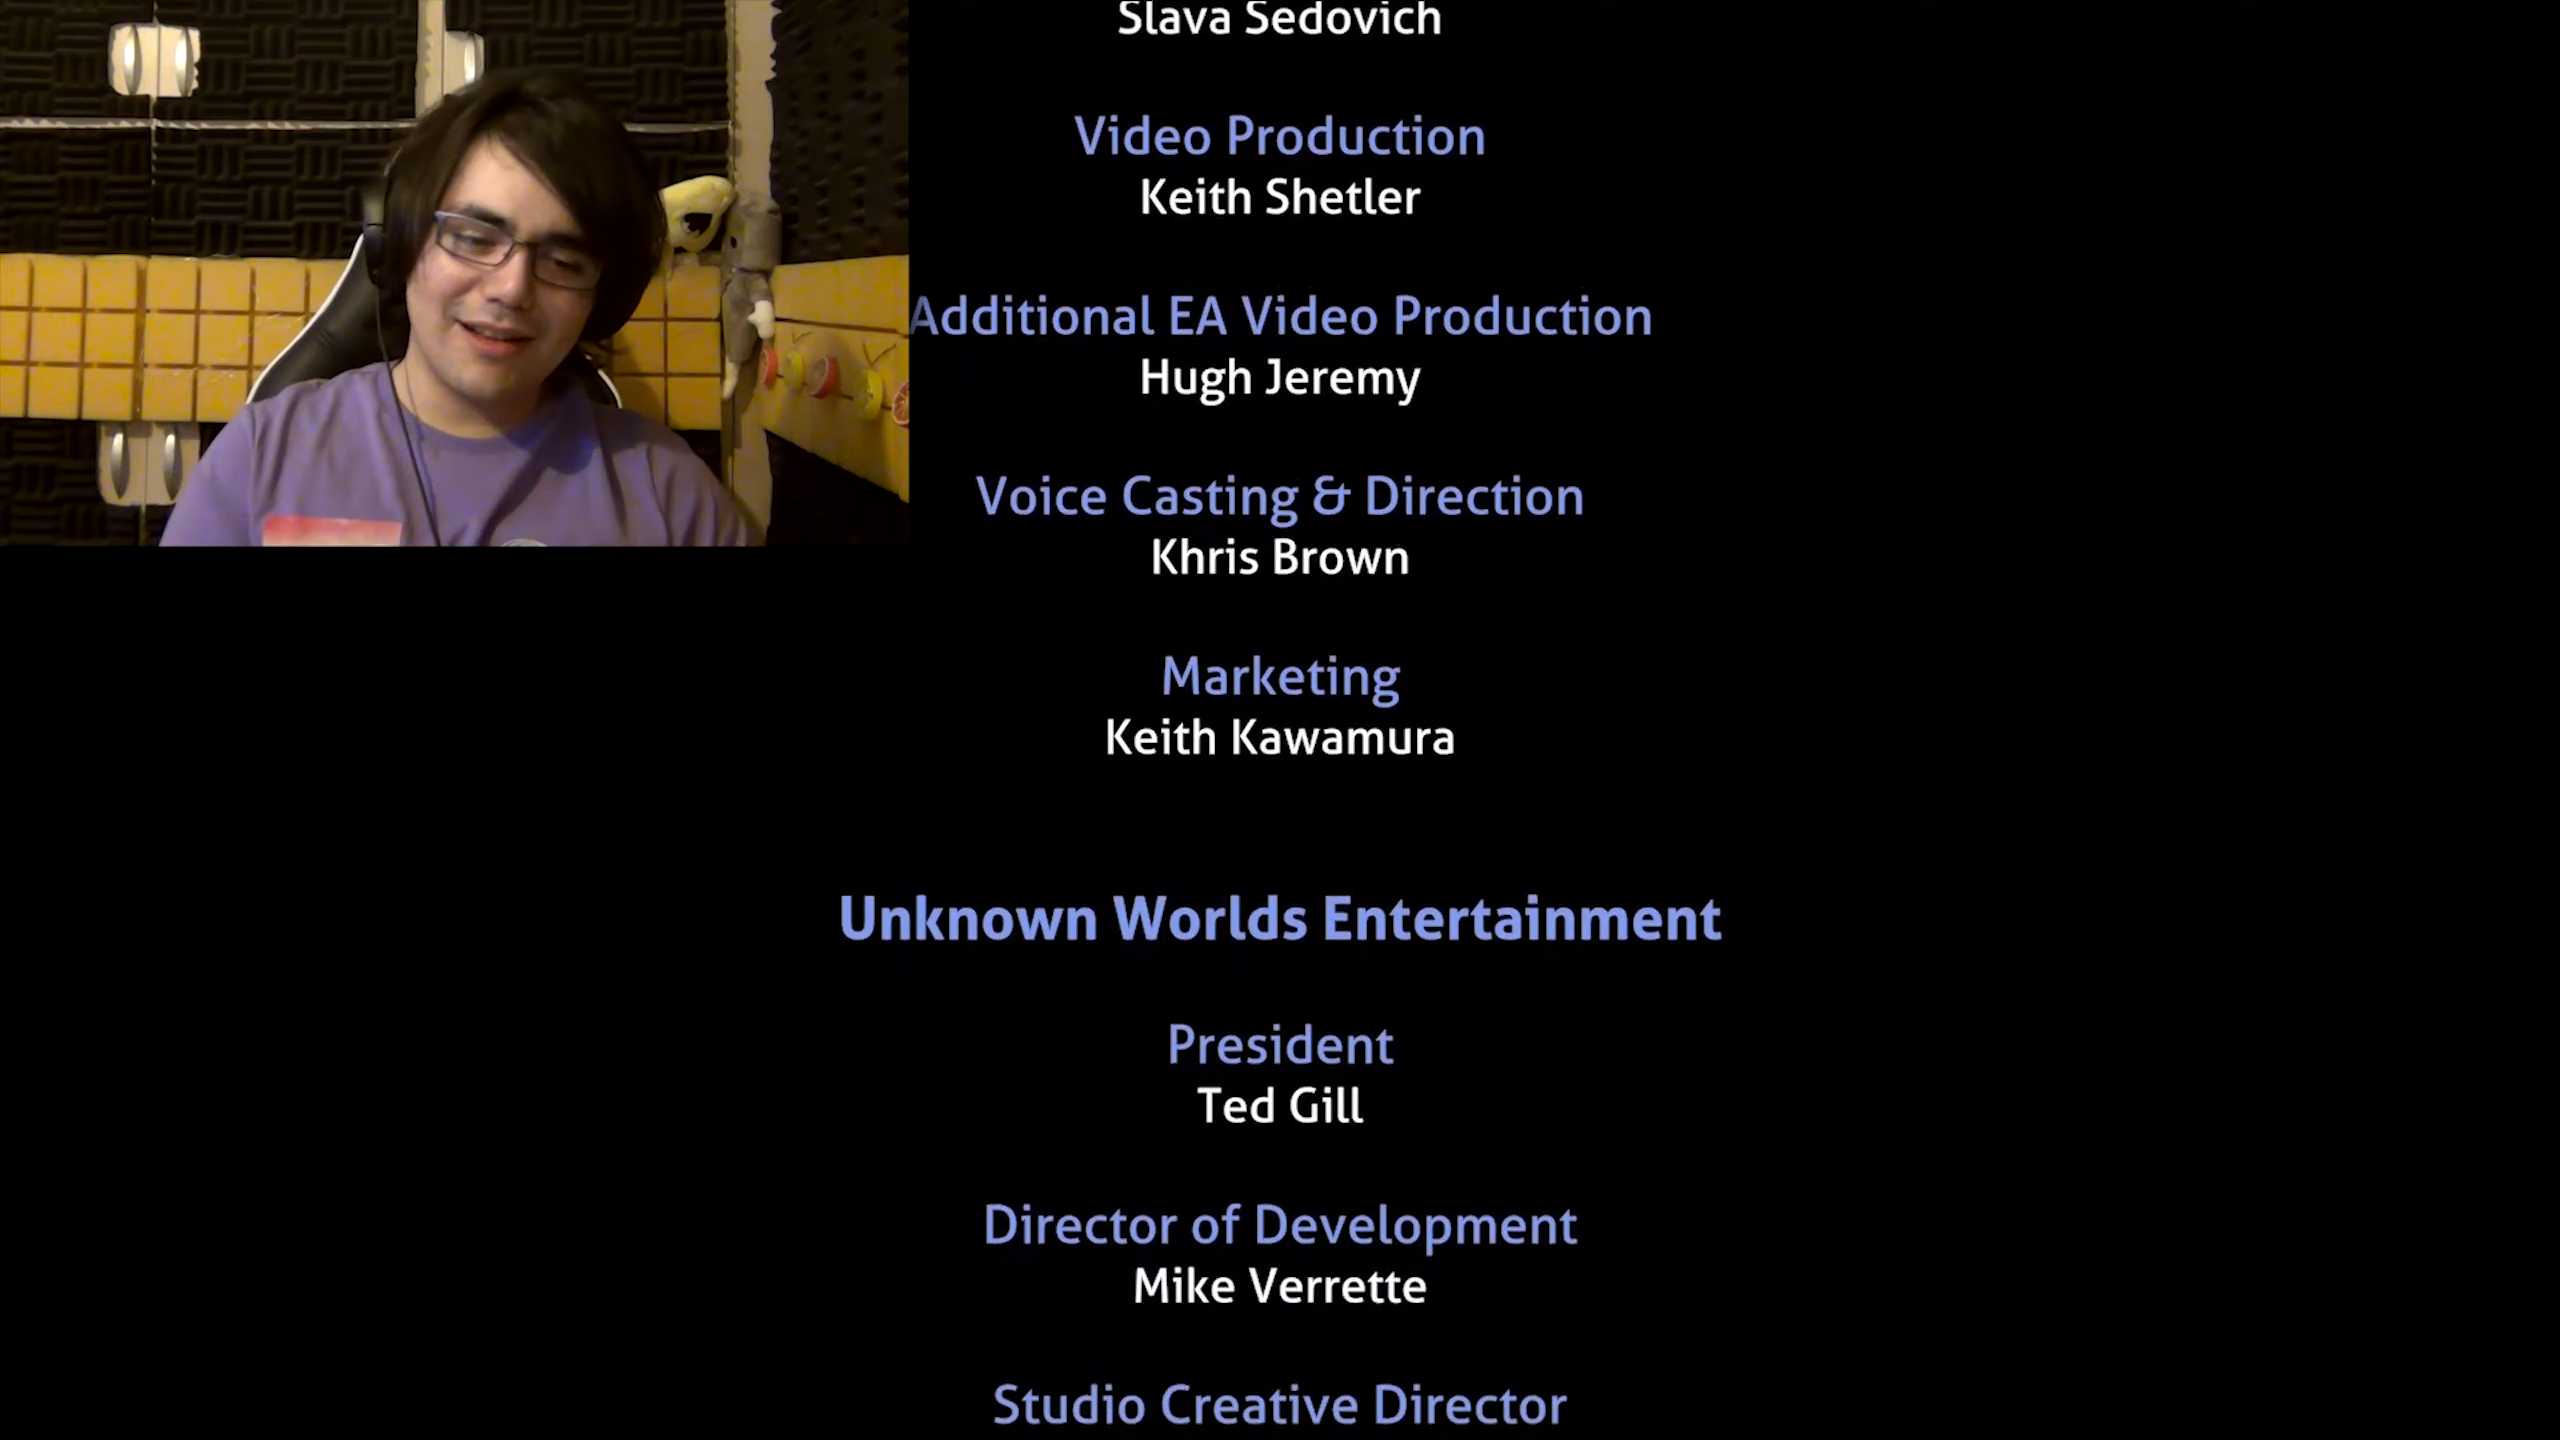 Slava Sedovich
Video Production
Keith Shetler
Additional EA Video Production
Hugh Jeremy
Voice Casting & Direction
Khris Brown
Marketing
Keith Kawamura
Unknown Worlds Entertainment
President
Ted Gill
Director of Development
Mike Verrette
Studio Creative Director